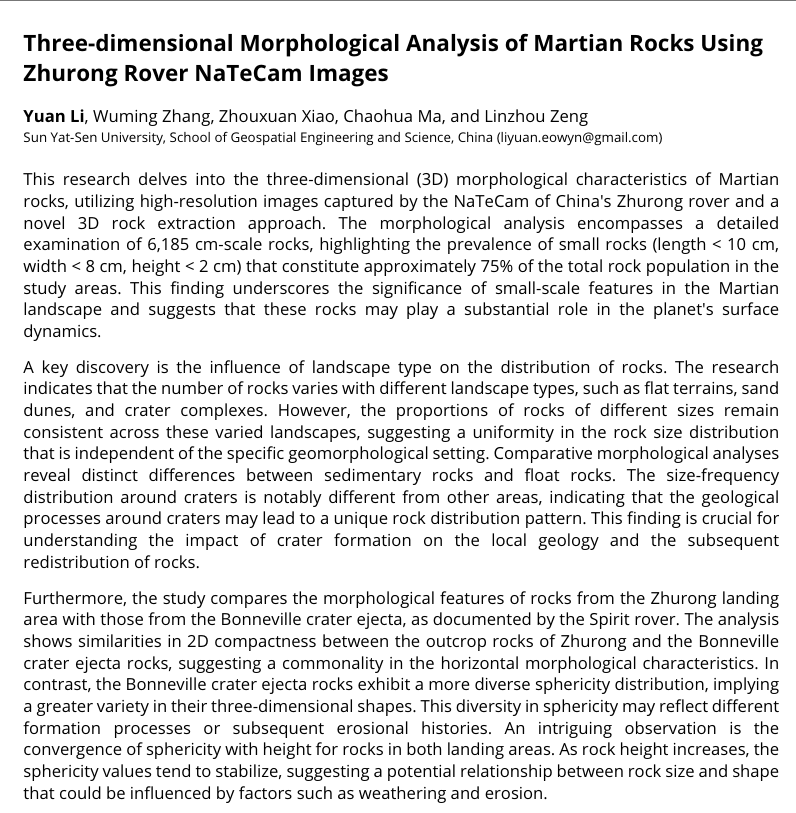 Three-dimensional Morphological Analysis of Martian Rocks Using
Zhurong Rover NaTeCam Images
Yuan Li, Wuming Zhang, Zhouxuan Xiao, Chaohua Ma, and Linzhou Zeng
Sun Yat-Sen University, School of Geospatial Engineering and Science, China (liyuan.eowyn@gmail.com)
This research delves into the three-dimensional (3D) morphological characteristics of Martian
rocks, utilizing high-resolution images captured by the NaTeCam of China's Zhurong rover and a
novel 3D rock extraction approach. The morphological analysis encompasses a detailed
examination of 6,185 cm-scale rocks, highlighting the prevalence of small rocks (length < 10 cm,
width < 8 cm, height < 2 cm) that constitute approximately 75% of the total rock population in the
study areas. This finding underscores the significance of small-scale features in the Martian
landscape and suggests that these rocks may play a substantial role in the planet's surface
dynamics.
A key discovery is the influence of landscape type on the distribution of rocks. The research
indicates that the number of rocks varies with different landscape types, such as flat terrains, sand
dunes, and crater complexes. However, the proportions of rocks of different sizes remain
consistent across these varied landscapes, suggesting a uniformity in the rock size distribution
that is independent of the specific geomorphological setting. Comparative morphological analyses
reveal distinct differences between sedimentary rocks and float rocks. The size-frequency
distribution around craters is notably different from other areas, indicating that the geological
processes around craters may lead to a unique rock distribution pattern. This finding is crucial for
understanding the impact of crater formation on the local geology and the subsequent
redistribution of rocks.
Furthermore, the study compares the morphological features of rocks from the Zhurong landing
area with those from the Bonneville crater ejecta, as documented by the Spirit rover. The analysis
shows similarities in 2D compactness between the outcrop rocks of Zhurong and the Bonneville
crater ejecta rocks, suggesting a commonality in the horizontal morphological characteristics. In
contrast, the Bonneville crater ejecta rocks exhibit a more diverse sphericity distribution, implying
a greater variety in their three-dimensional shapes. This diversity in sphericity may reflect different
formation processes or subsequent erosional histories. An intriguing observation is the
convergence of sphericity with height for rocks in both landing areas. As rock height increases, the
sphericity values tend to stabilize, suggesting a potential relationship between rock size and shape
that could be influenced by factors such as weathering and erosion.